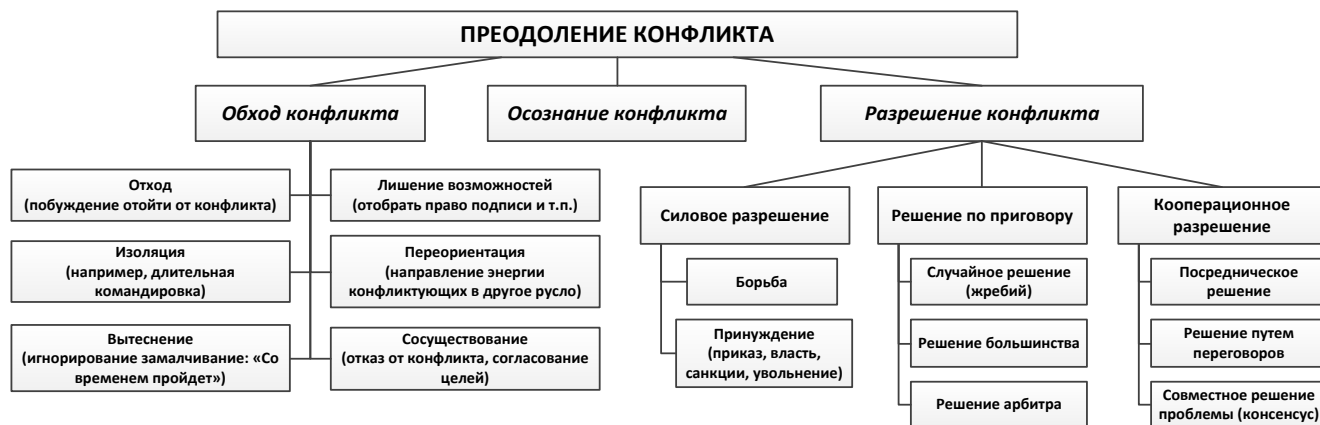 ПРЕОДОЛЕНИЕ КОНФЛИКТА
Обход конфликта
Осознание конфликта
Разрешение конфликта
Отход
(побуждение отойти от конфликта)
Лишение возможностей
(отобрать право подписи и т.п.)
Изоляция
(например, длительная
командировка)
Переориентация
(направление энергии
конфликтующих в другое русло)
Вытеснение
(игнорирование замалчивание: «Со
временем пройдет»)
Сосуществование
(отказ от конфликта, согласование
целей)
Силовое разрешение
Борьба
Принуждение
(приказ, власть,
санкции, увольнение)
Решение по приговору
Случайное решение
(жребий)
Решение большинства
Решение арбитра
Кооперационное
разрешение
Посредническое
решение
Решение путем
переговоров
Совместное решение
проблемы (консенсус)